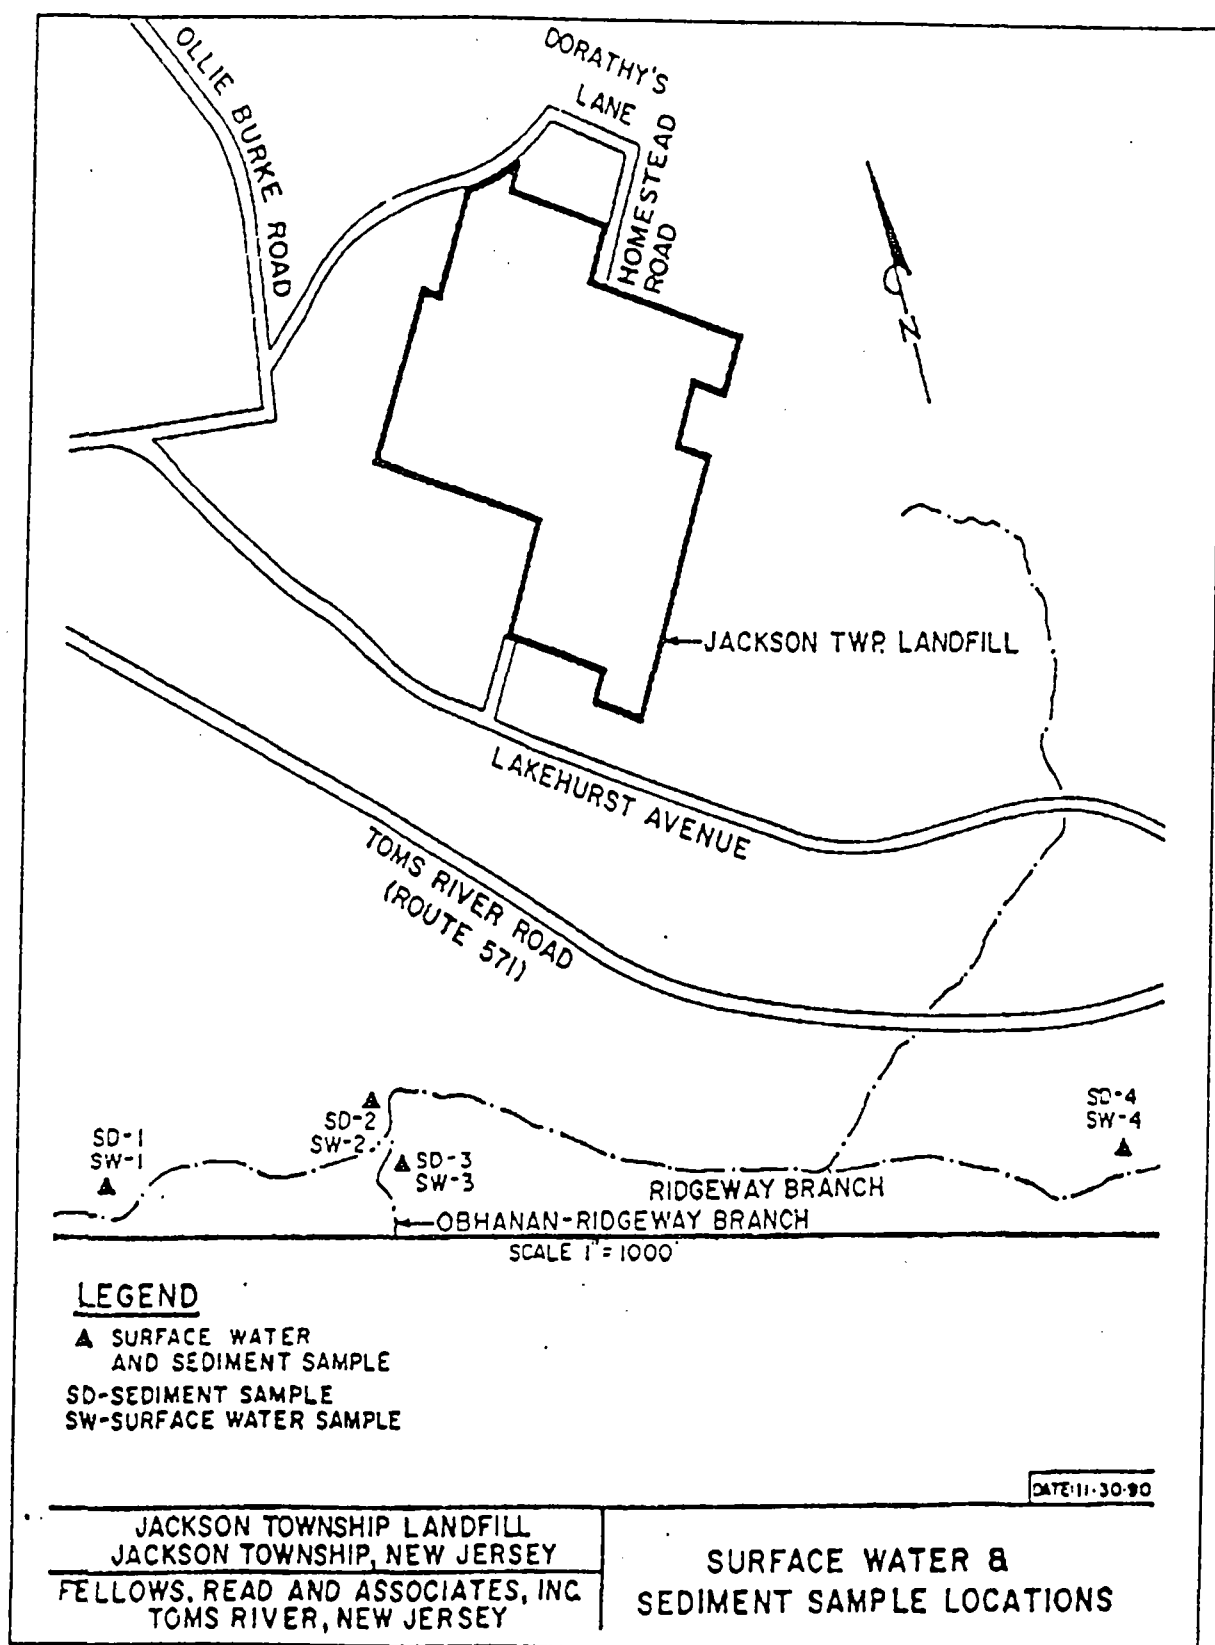 OLLIE BURKE ROAD
DORATHY'S
LANE
HOMESTEAD
ROAD
N
JACKSON TWP. LANDFILL
LAKEHURST AVENUE
TOMS RIVER ROAD
(ROUTE 571)
SD-1
SW-1
SD-2
SW-2
SD-3
SW-3
SD-4
SW-4
RIDGEWAY BRANCH
OBHANAN-RIDGEWAY BRANCH
SCALE 1"=1000'
LEGEND
SURFACE WATER
AND SEDIMENT SAMPLE
SD-SEDIMENT SAMPLE
SW-SURFACE WATER SAMPLE
DATE:11-30-90
JACKSON TOWNSHIP LANDFILL
JACKSON TOWNSHIP, NEW JERSEY
FELLOWS, READ AND ASSOCIATES, INC.
TOMS RIVER, NEW JERSEY
SURFACE WATER &
SEDIMENT SAMPLE LOCATIONS